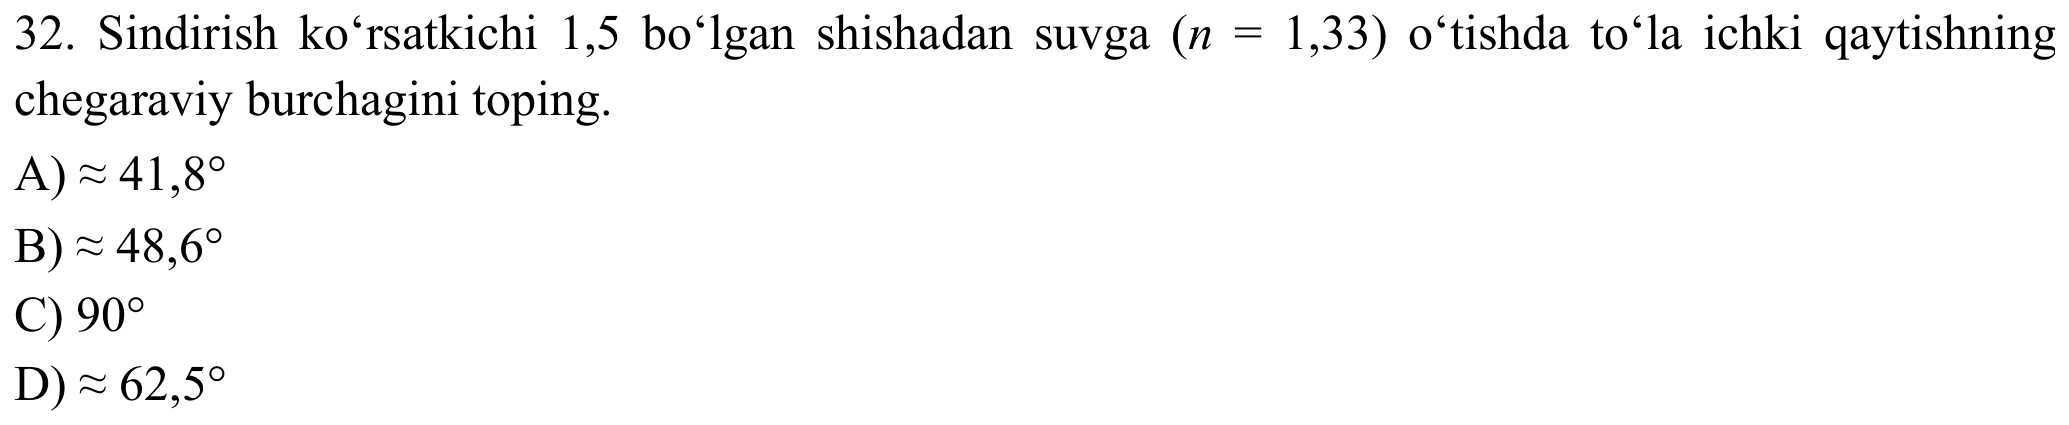 32. Sindirish ko‘rsatkichi 1,5 bo‘lgan shishadan suvga (n = 1,33) o‘tishda to‘la ichki qaytishning
chegaraviy burchagini toping.
A) ≈ 41,8°
B) ≈ 48,6°
C) 90°
D) ≈ 62,5°